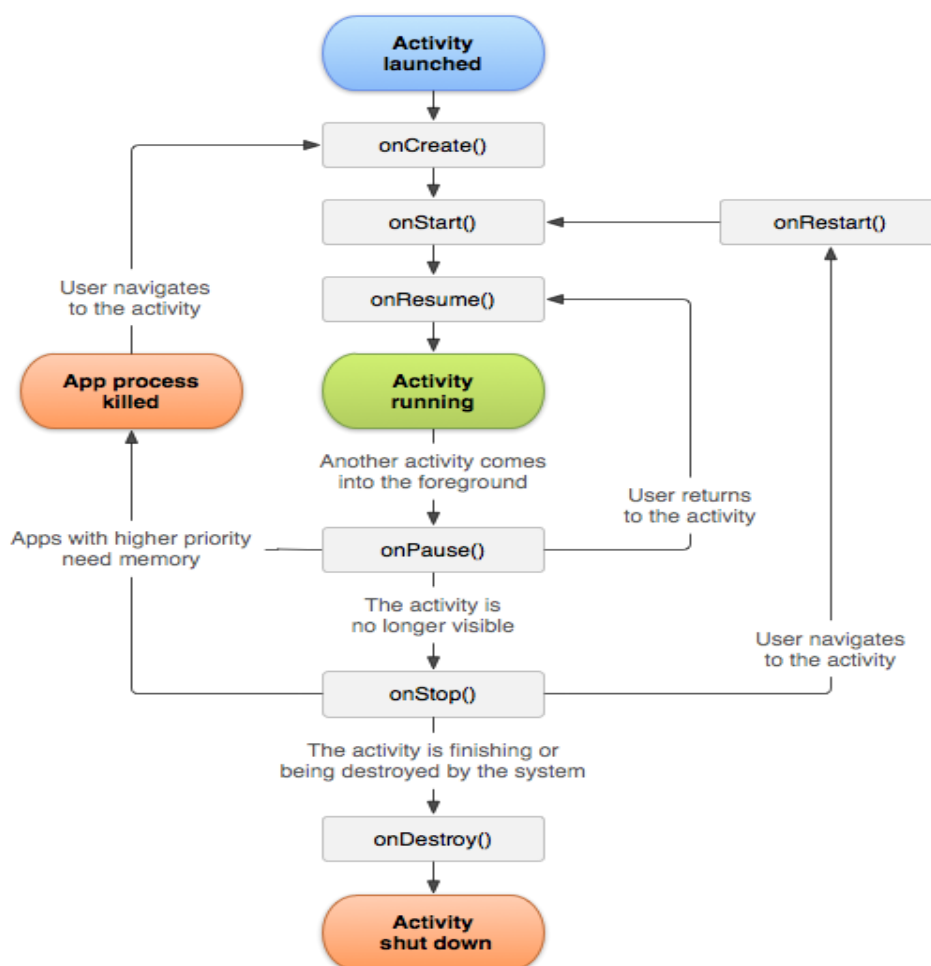 Activity
launched
onCreate()
onStart()
onRestart()
onResume()
User navigates
to the activity
App process
killed
Activity
running
Another activity comes
into the foreground
User returns
to the activity
Apps with higher priority
need memory
onPause()
The activity is
no longer visible
User navigates
to the activity
onStop()
The activity is finishing or
being destroyed by the system
onDestroy()
Activity
shut down